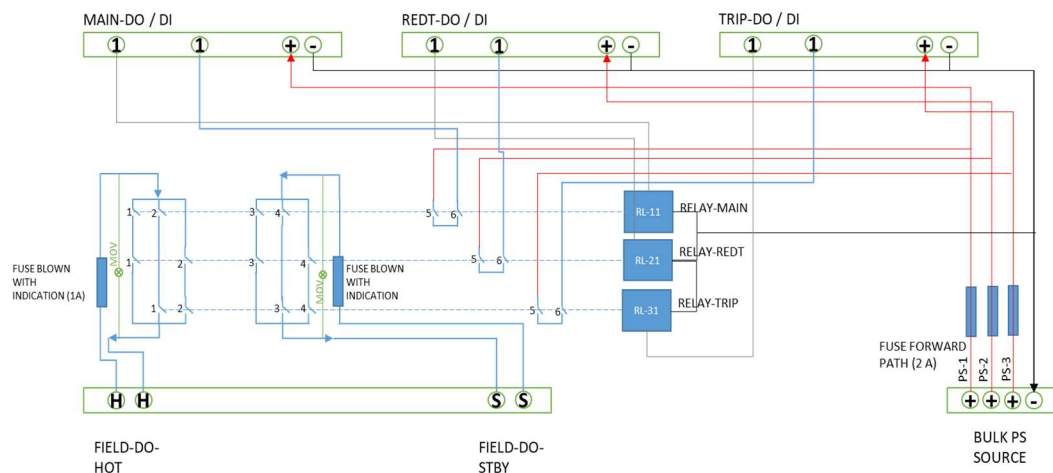 MAIN-DO / DI
REDT-DO / DI
TRIP-DO / DI
1 1 + -
1 1 + -
1 1 + -
1 2 3 4 5 6 RL-11 RELAY-MAIN
MOV
1 2 3 4 5 6 RL-21 RELAY-REDT
FUSE BLOWN
WITH
INDICATION (1A)
MOV
FUSE BLOWN
WITH
INDICATION
1 2 3 4 5 6 RL-31 RELAY-TRIP
FUSE FORWARD
PATH (2 A)
PS-1
PS-2
PS-3
H H
S S
+ + + -
FIELD-DO-
HOT
FIELD-DO-
STBY
BULK PS
SOURCE